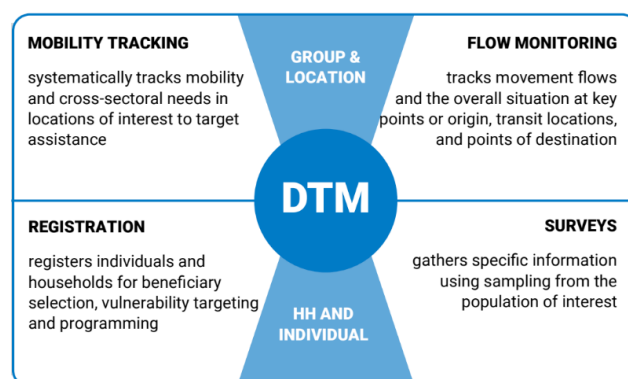 MOBILITY TRACKING
systematically tracks mobility
and cross-sectoral needs in
locations of interest to target
assistance
GROUP &
LOCATION
FLOW MONITORING
tracks movement flows
and the overall situation at key
points or origin, transit locations,
and points of destination
DTM
REGISTRATION
registers individuals and
households for beneficiary
selection, vulnerability targeting
and programming
HH AND
INDIVIDUAL
SURVEYS
gathers specific information
using sampling from the
population of interest